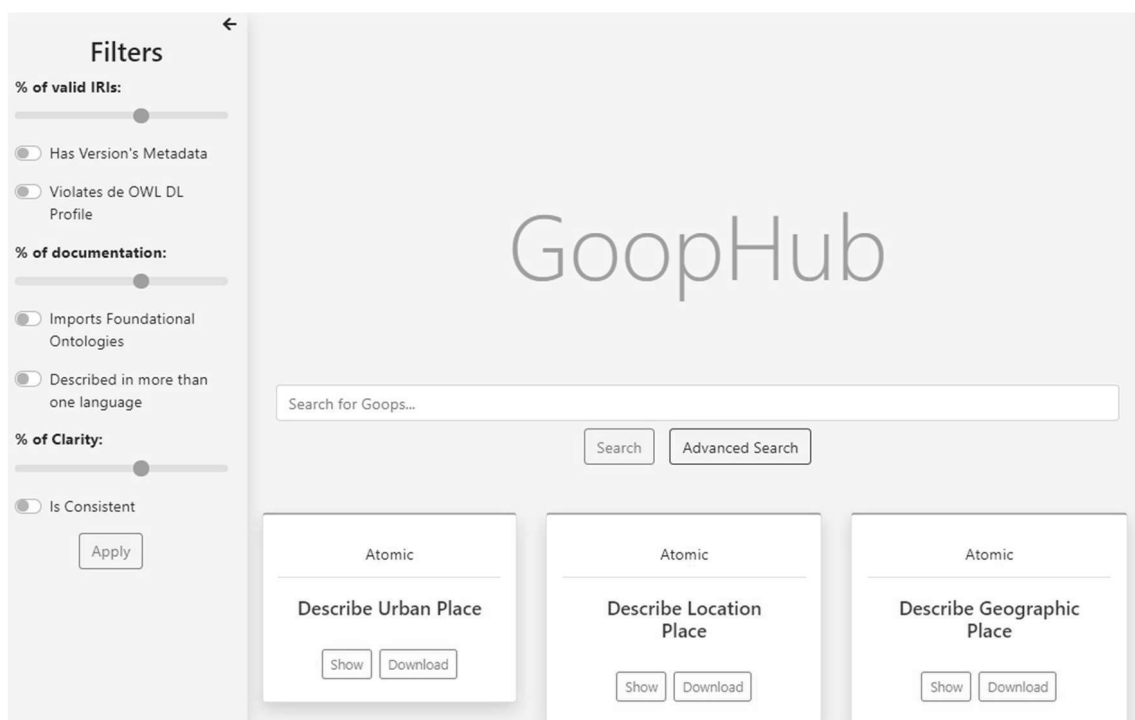 Filters
% of valid IRIs:
Has Version's Metadata
Violates de OWL DL
Profile
% of documentation:
Imports Foundational
Ontologies
Described in more than
one language
% of Clarity:
Is Consistent
Apply
GoopHub
Search for Goops...
Search Advanced Search
Atomic
Describe Urban Place
Show Download
Atomic
Describe Location
Place
Show Download
Atomic
Describe Geographic
Place
Show Download